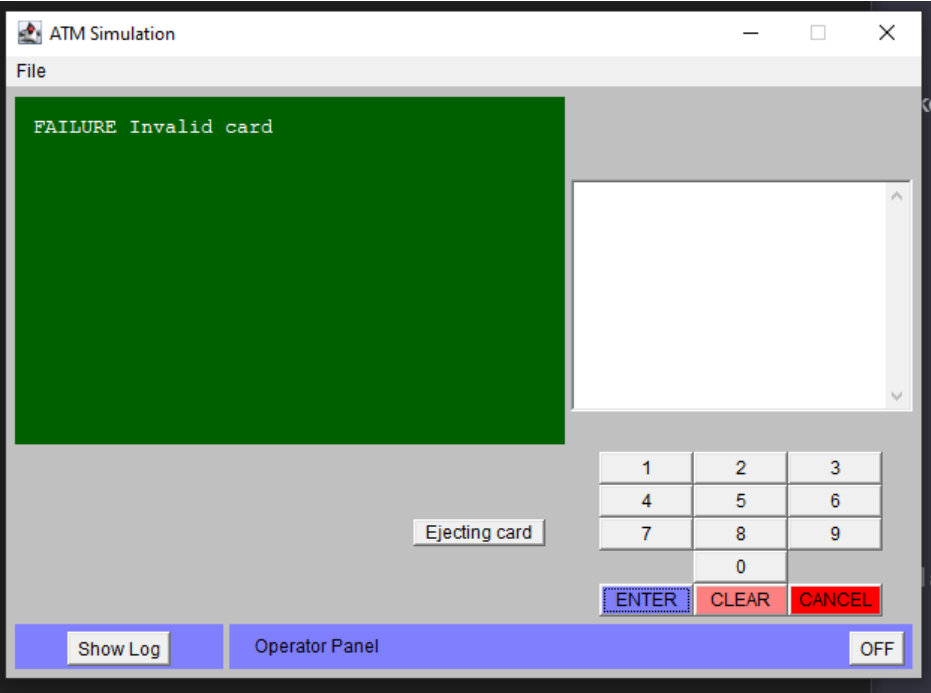 ATM Simulation
File
FAILURE Invalid card
1 2 3
4 5 6
Ejecting card
7 8 9
0
ENTER CLEAR CANCEL
Show Log
Operator Panel
OFF